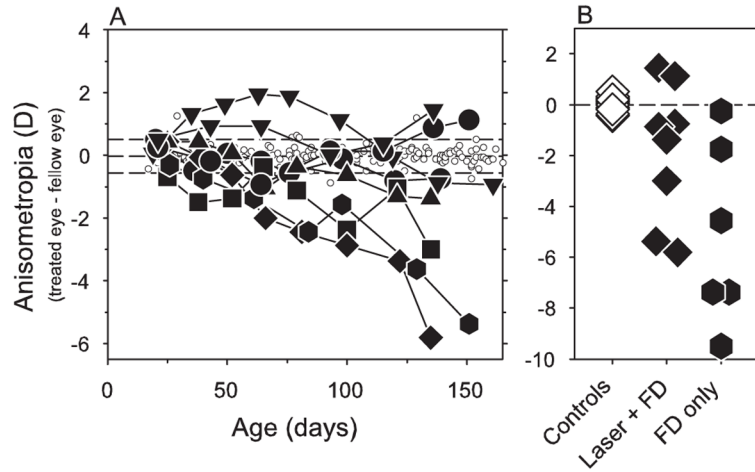 A
B
4
2
0
-2
-4
-6
Anisometropia (D)
(treated eye - fellow eye)
0
50
100
150
Age (days)
2
0
-2
-4
-6
-8
-10
Controls
Laser + FD
FD only